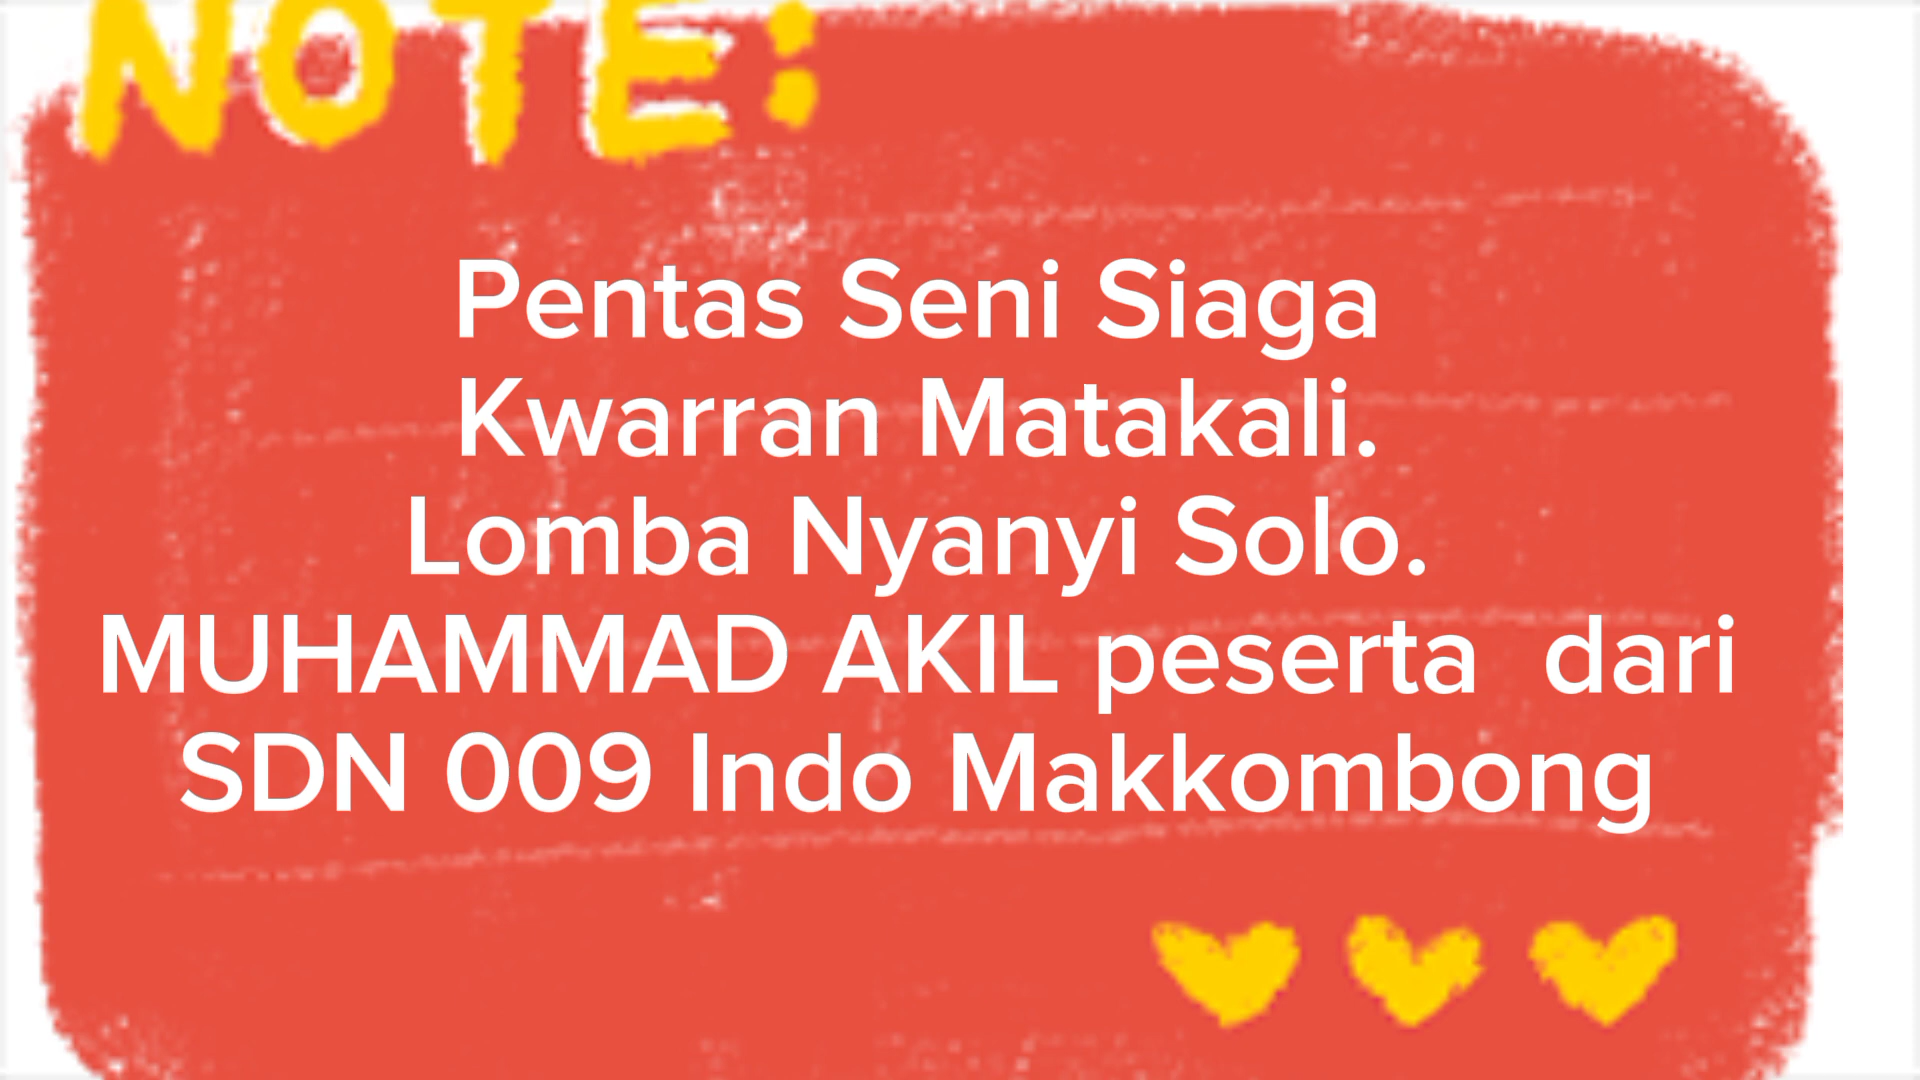 NOTE:
Pentas Seni Siaga
Kwarran Matakali.
Lomba Nyanyi Solo.
MUHAMMAD AKIL peserta dari
SDN 009 Indo Makkombong